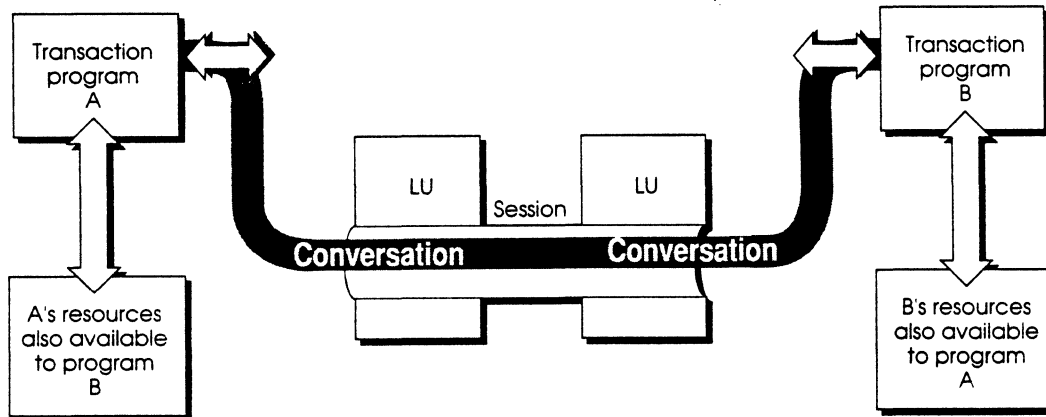 Transaction
program
A
Transaction
program
B
LU
Session
LU
Conversation
Conversation
A's resources
also available
to program
B
B's resources
also available
to program
A